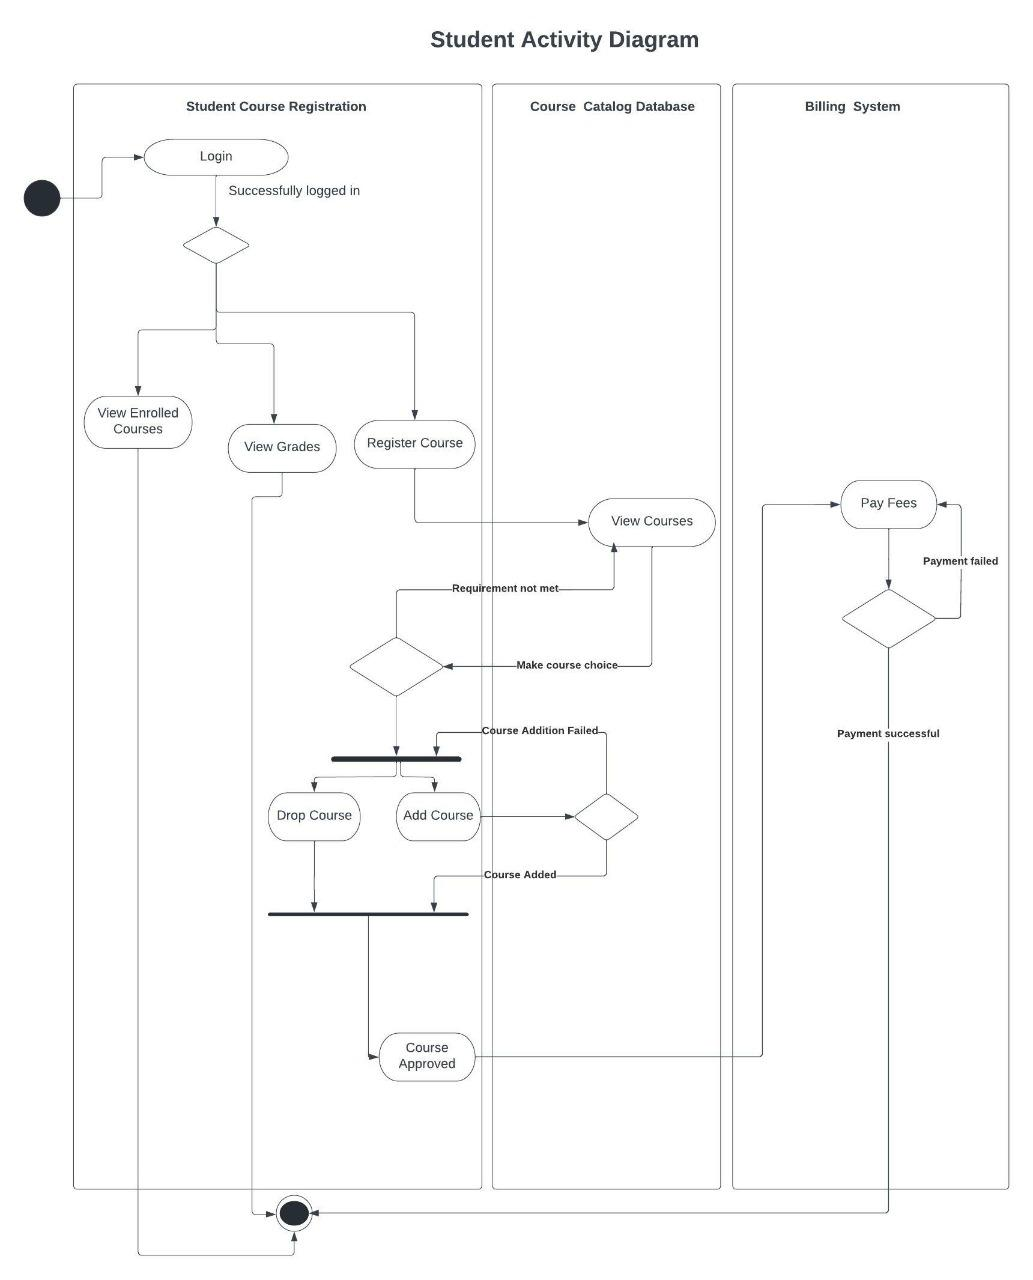 Student Activity Diagram
Student Course Registration
Course Catalog Database
Billing System
Login
Successfully logged in
View Enrolled
Courses
View Grades
Register Course
View Courses
Pay Fees
Payment failed
Requirement not met
Make course choice
Course Addition Failed
Payment successful
Drop Course
Add Course
Course Added
Course
Approved